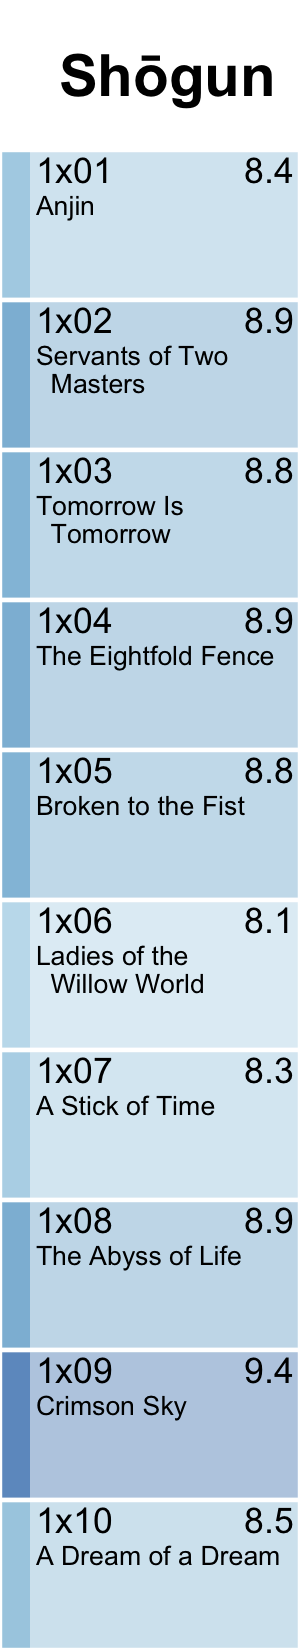 Shōgun
1x01 8.4
Anjin
1x02 8.9
Servants of Two
Masters
1x03 8.8
Tomorrow Is
Tomorrow
1x04 8.9
The Eightfold Fence
1x05 8.8
Broken to the Fist
1x06 8.1
Ladies of the
Willow World
1x07 8.3
A Stick of Time
1x08 8.9
The Abyss of Life
1x09 9.4
Crimson Sky
1x10 8.5
A Dream of a Dream